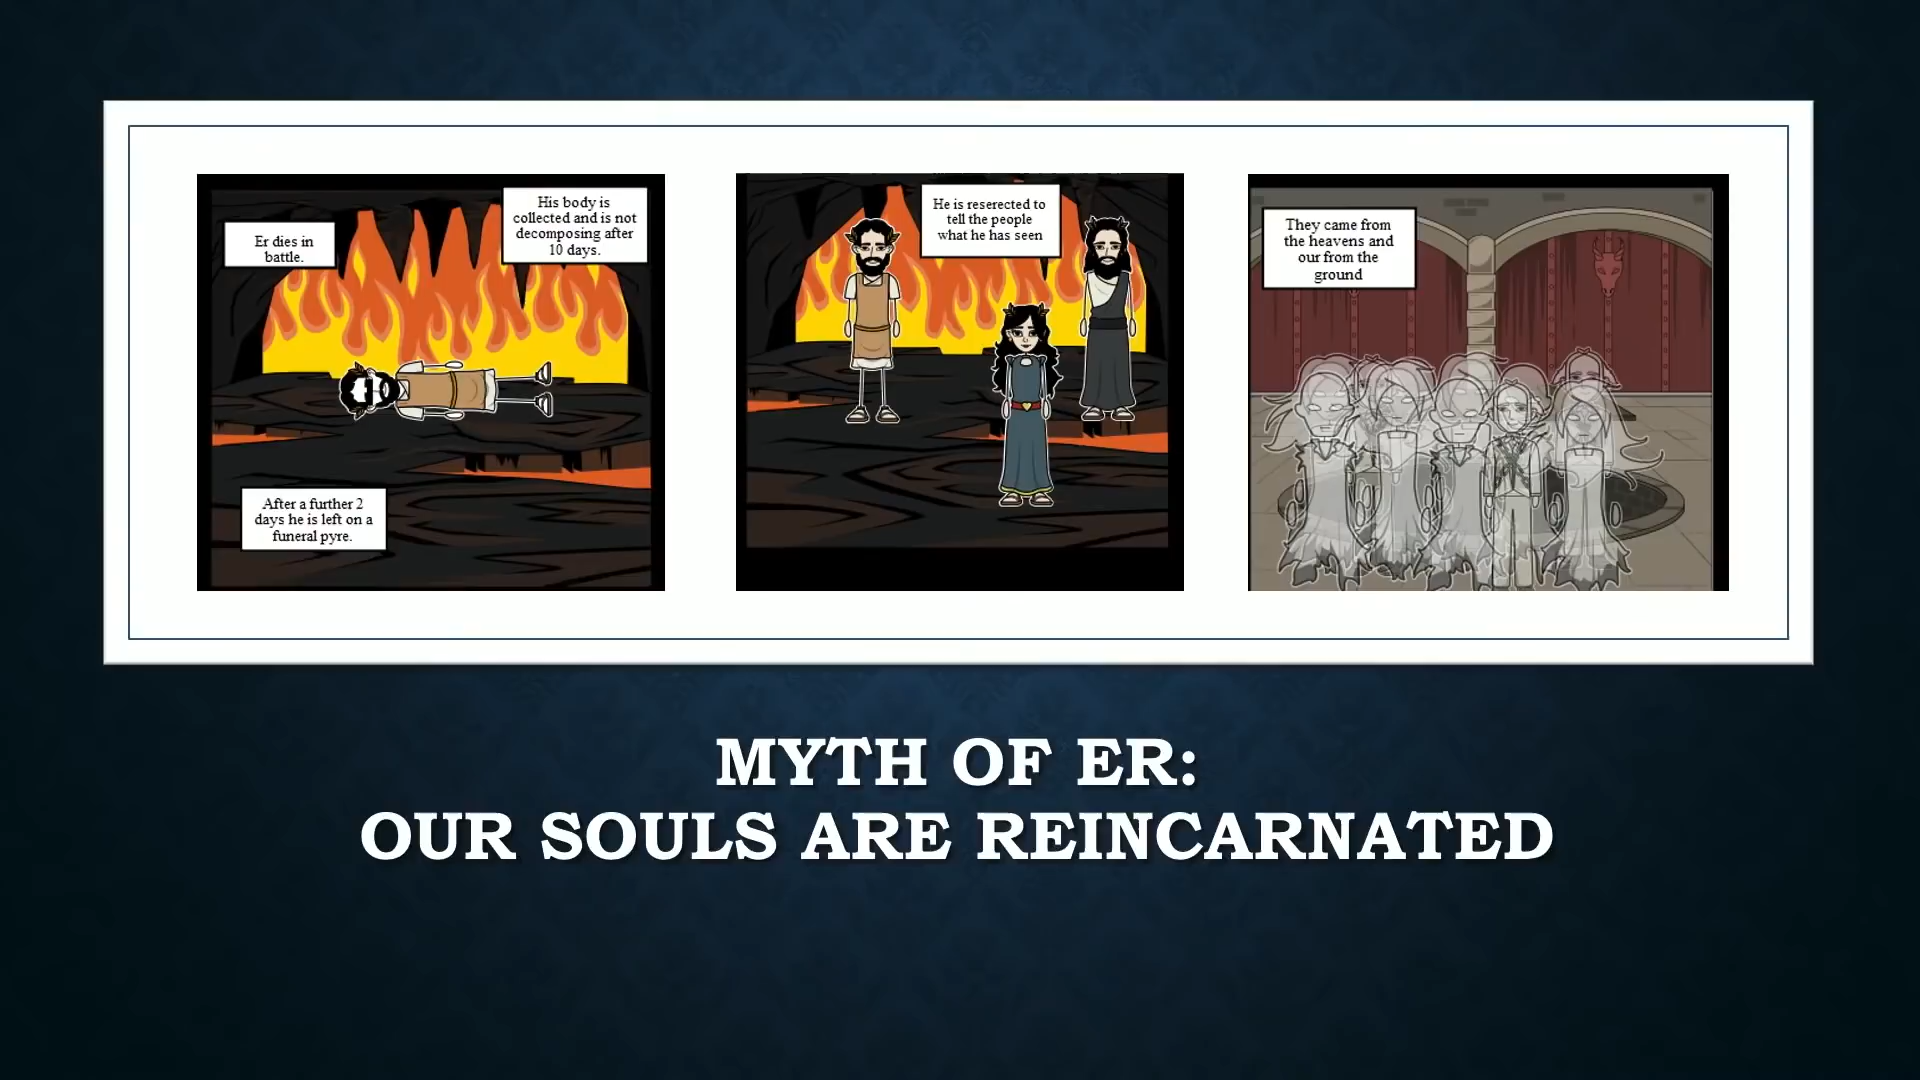 Er dies in
battle.
His body is
collected and is not
decomposing after
10 days.
After a further 2
days he is left on a
funeral pyre.
He is reserected to
tell the people
what he has seen
They came from
the heavens and
our from the
ground
MYTH OF ER:
OUR SOULS ARE REINCARNATED